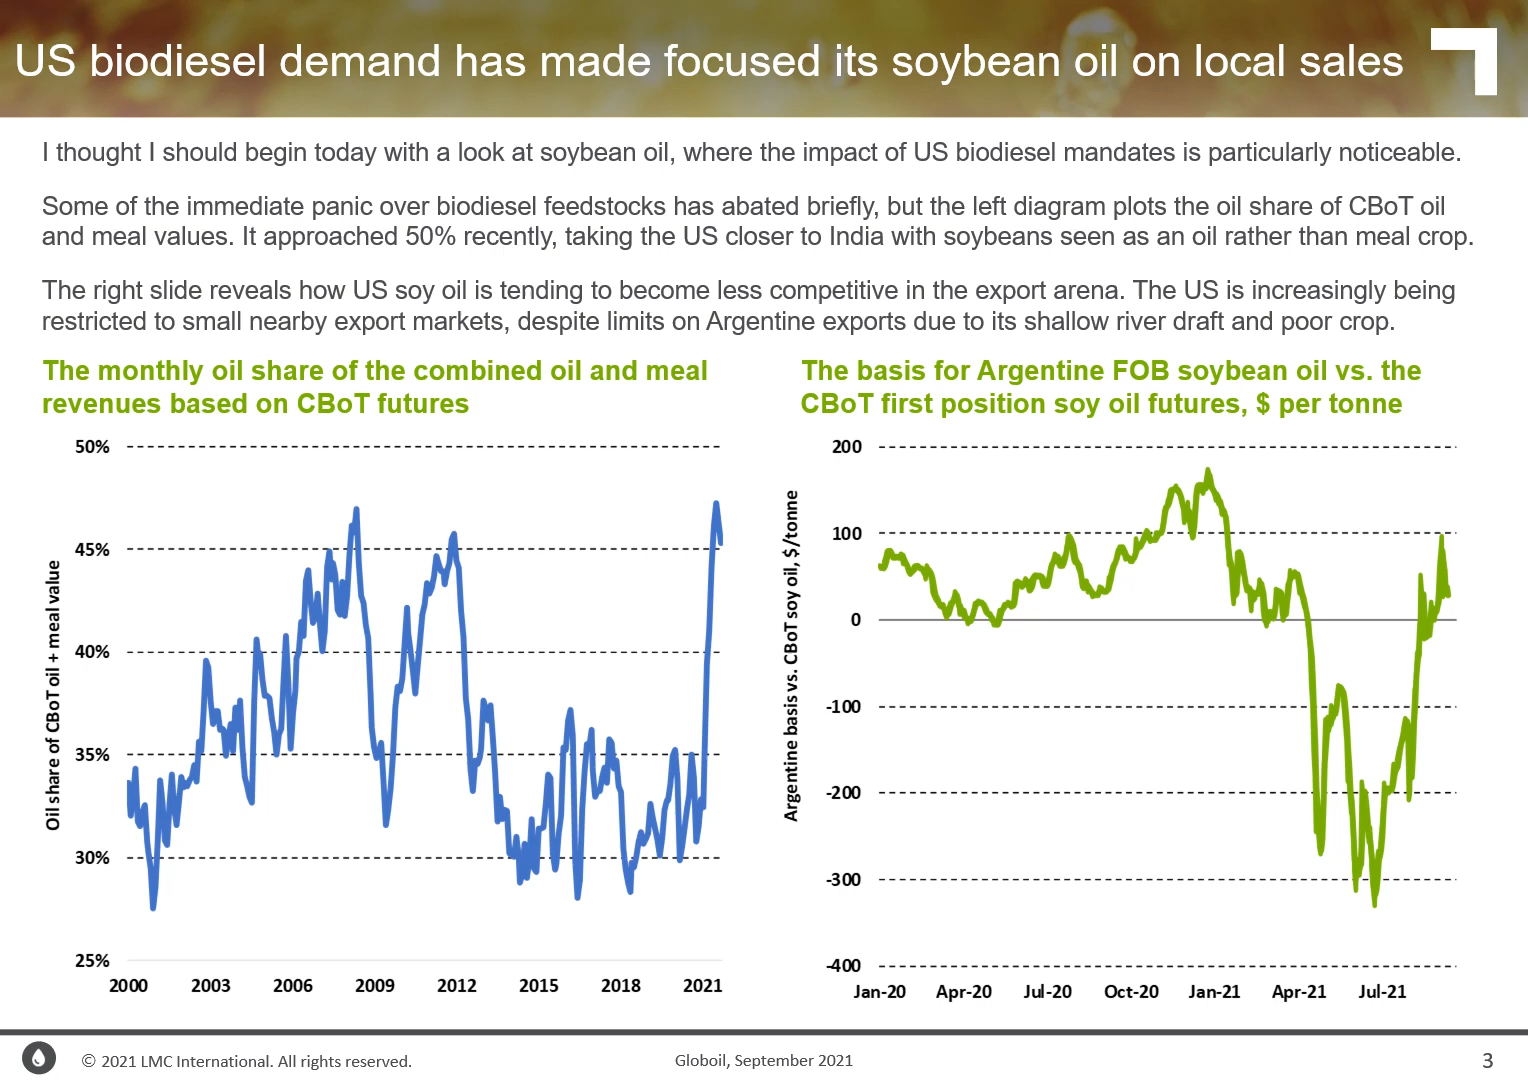 US biodiesel demand has made focused its soybean oil on local sales
I thought I should begin today with a look at soybean oil, where the impact of US biodiesel mandates is particularly noticeable.
Some of the immediate panic over biodiesel feedstocks has abated briefly, but the left diagram plots the oil share of CBoT oil
and meal values. It approached 50% recently, taking the US closer to India with soybeans seen as an oil rather than meal crop.
The right slide reveals how US soy oil is tending to become less competitive in the export arena. The US is increasingly being
restricted to small nearby export markets, despite limits on Argentine exports due to its shallow river draft and poor crop.
The monthly oil share of the combined oil and meal
revenues based on CBoT futures
Oil share of CBoT oil + meal value
50%
45%
40%
35%
30%
25%
2000 2003 2006 2009 2012 2015 2018 2021
The basis for Argentine FOB soybean oil vs. the
CBoT first position soy oil futures, $ per tonne
Argentine basis vs. CBoT soy oil, $/tonne
200
100
0
-100
-200
-300
-400
Jan-20 Apr-20 Jul-20 Oct-20 Jan-21 Apr-21 Jul-21
© 2021 LMC International. All rights reserved.
Globoil, September 2021
3